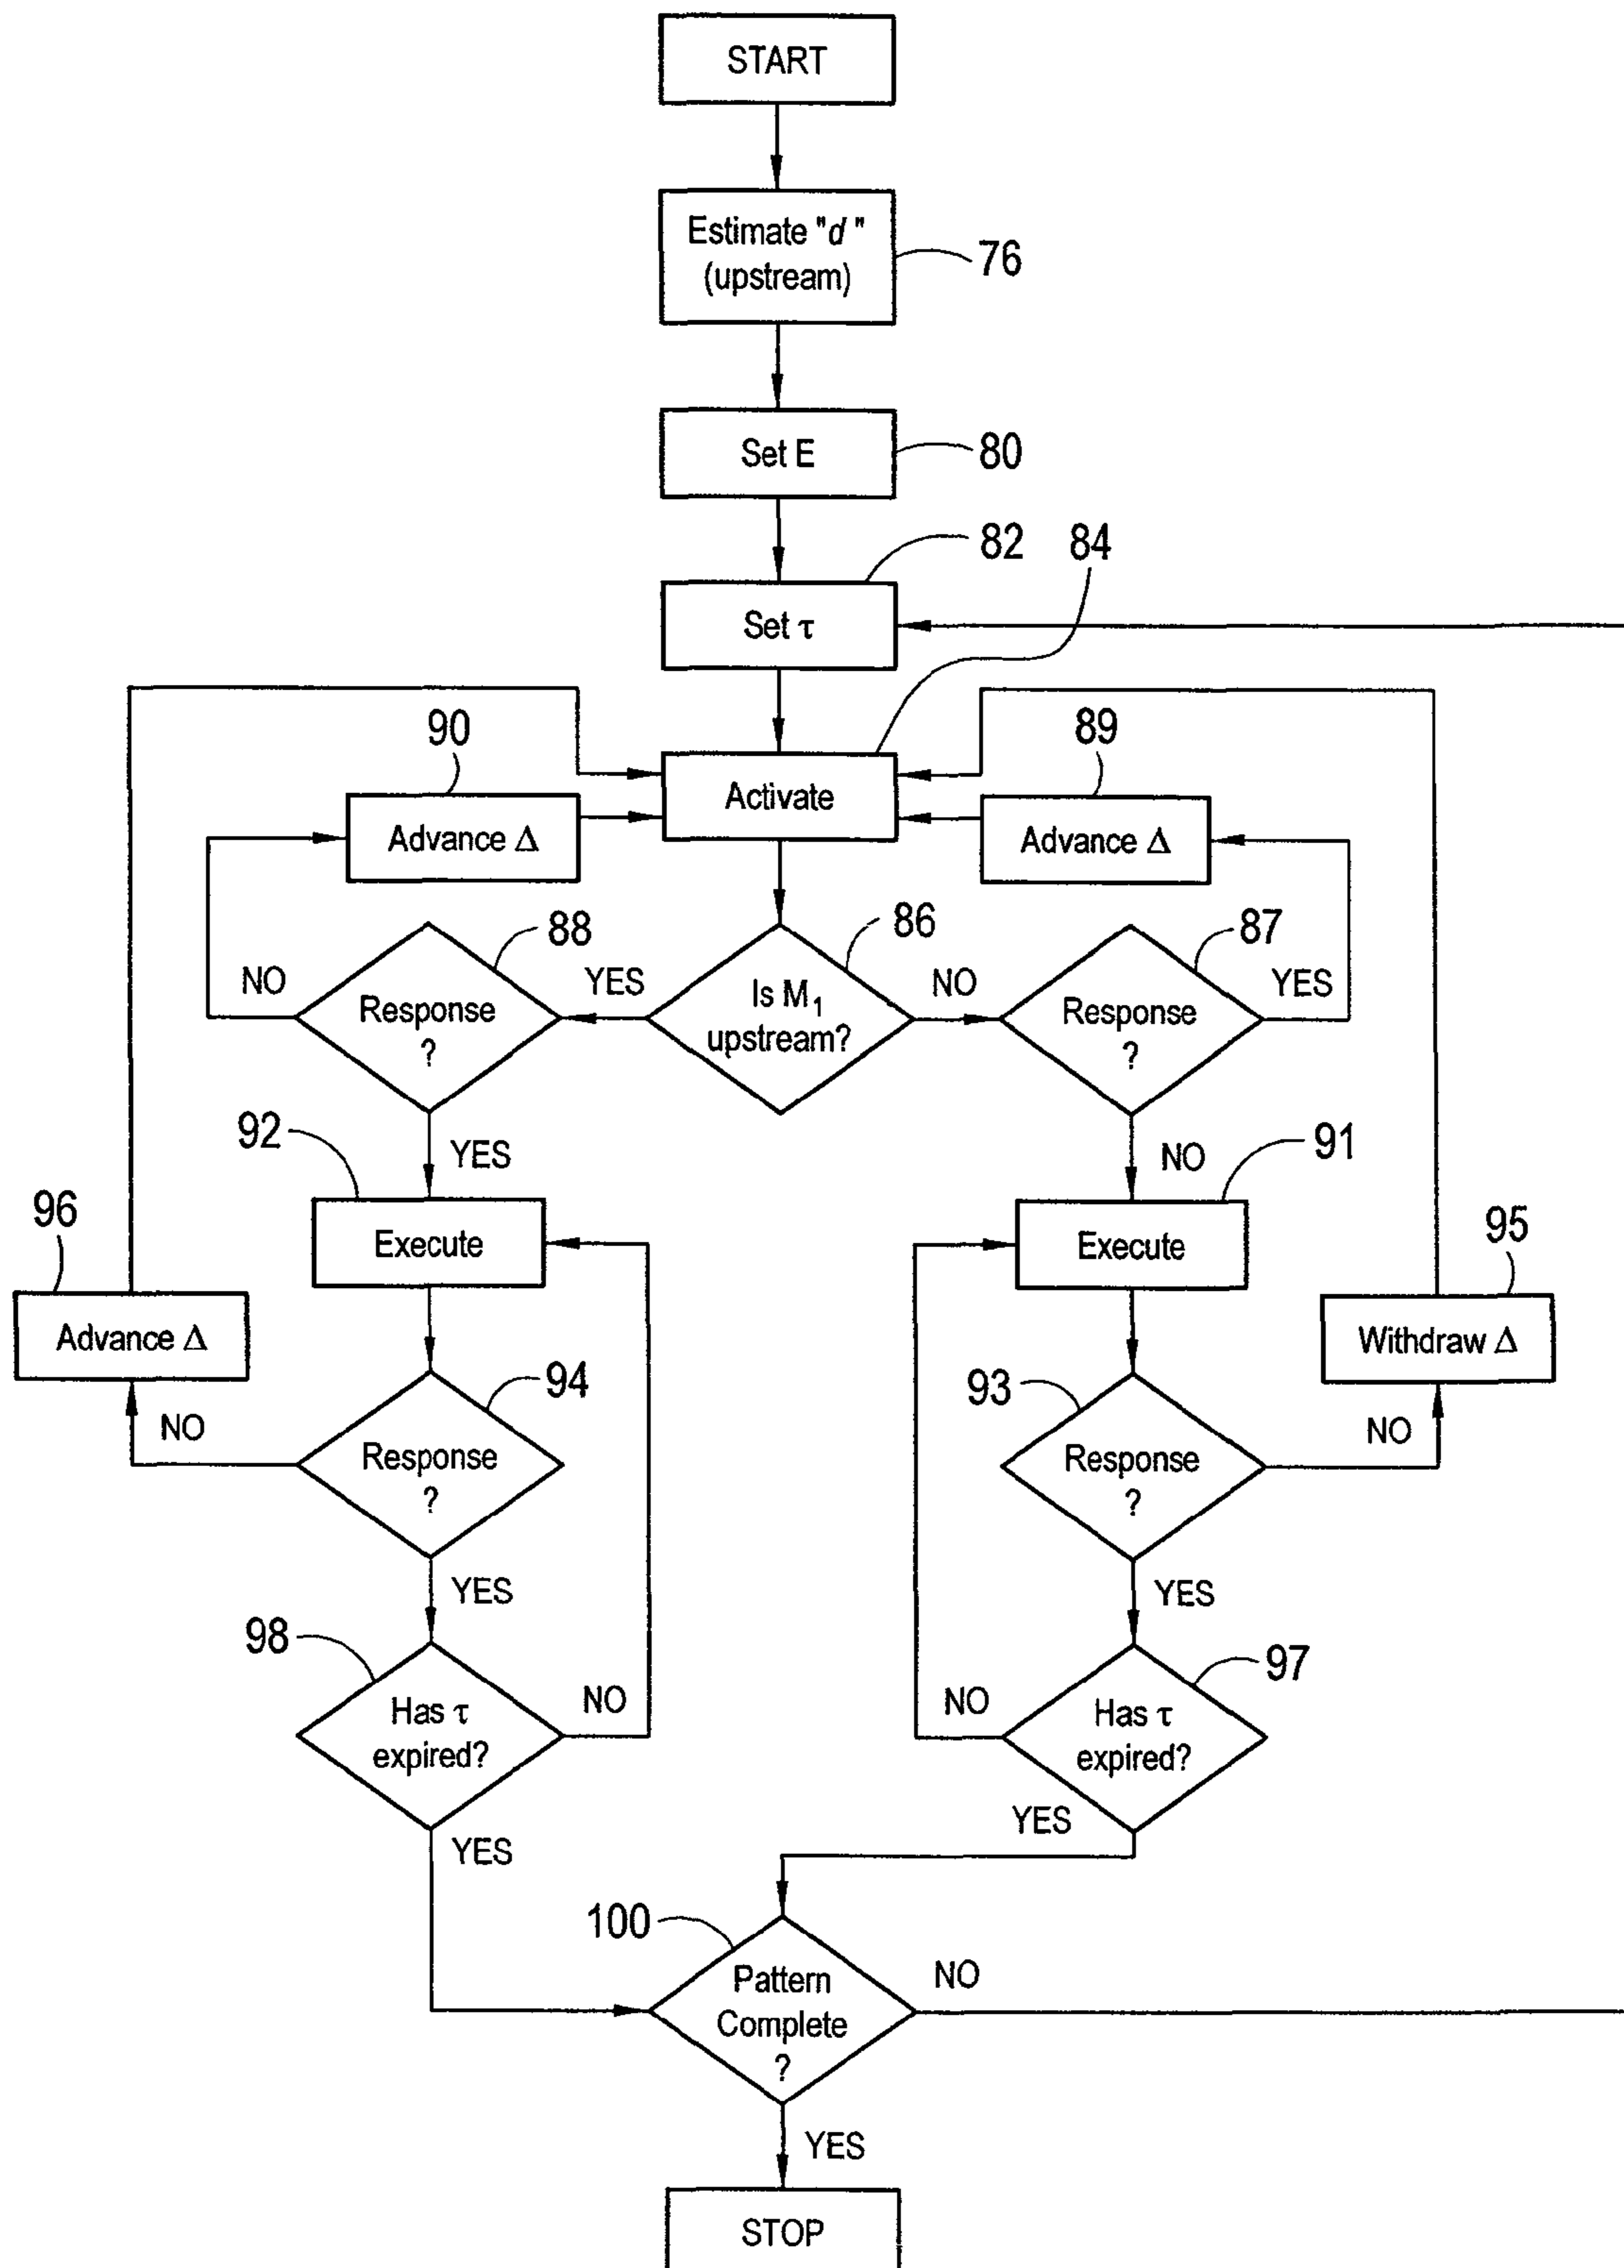 START
Estimate "d"
(upstream)
76
Set E
80
82
84
Set τ
90
89
Activate
Advance Δ
Advance Δ
88
86
87
NO
YES
NO
YES
Response
?
Is M1
upstream?
Response
?
92
YES
NO
91
96
Execute
Execute
95
Advance Δ
Withdraw Δ
94
93
NO
NO
Response
?
Response
?
YES
YES
98
97
NO
NO
Has τ
expired?
Has τ
expired?
YES
YES
100
NO
Pattern
Complete
?
YES
STOP